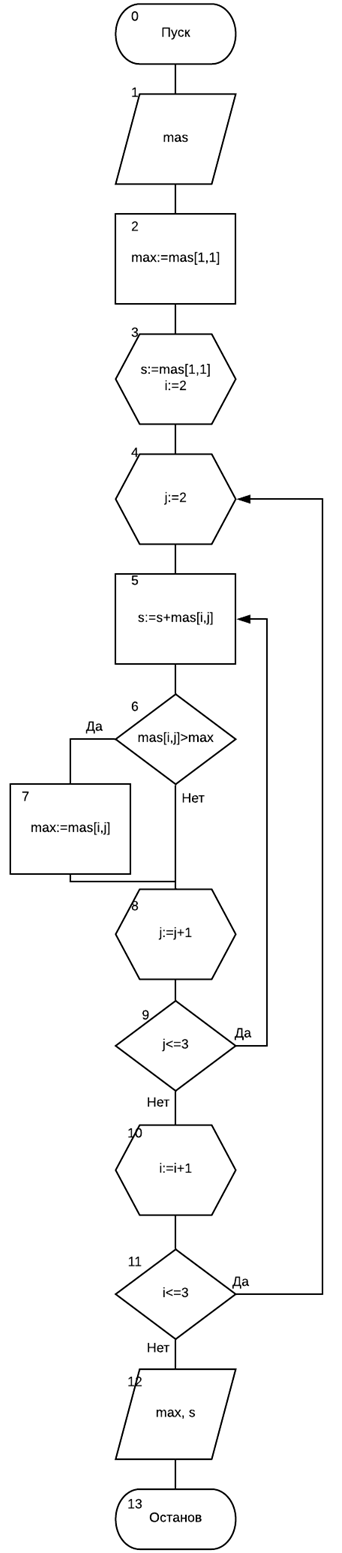 0
Пуск
1
mas
2
max:=mas[1,1]
3
s:=mas[1,1]
i:=2
4
j:=2
5
s:=s+mas[i,j]
6
Да
mas[i,j]>max
Нет
7
max:=mas[i,j]
8
j:=j+1
9
Да
j<=3
Нет
10
i:=i+1
11
Да
i<=3
Нет
12
max, s
13
Останов